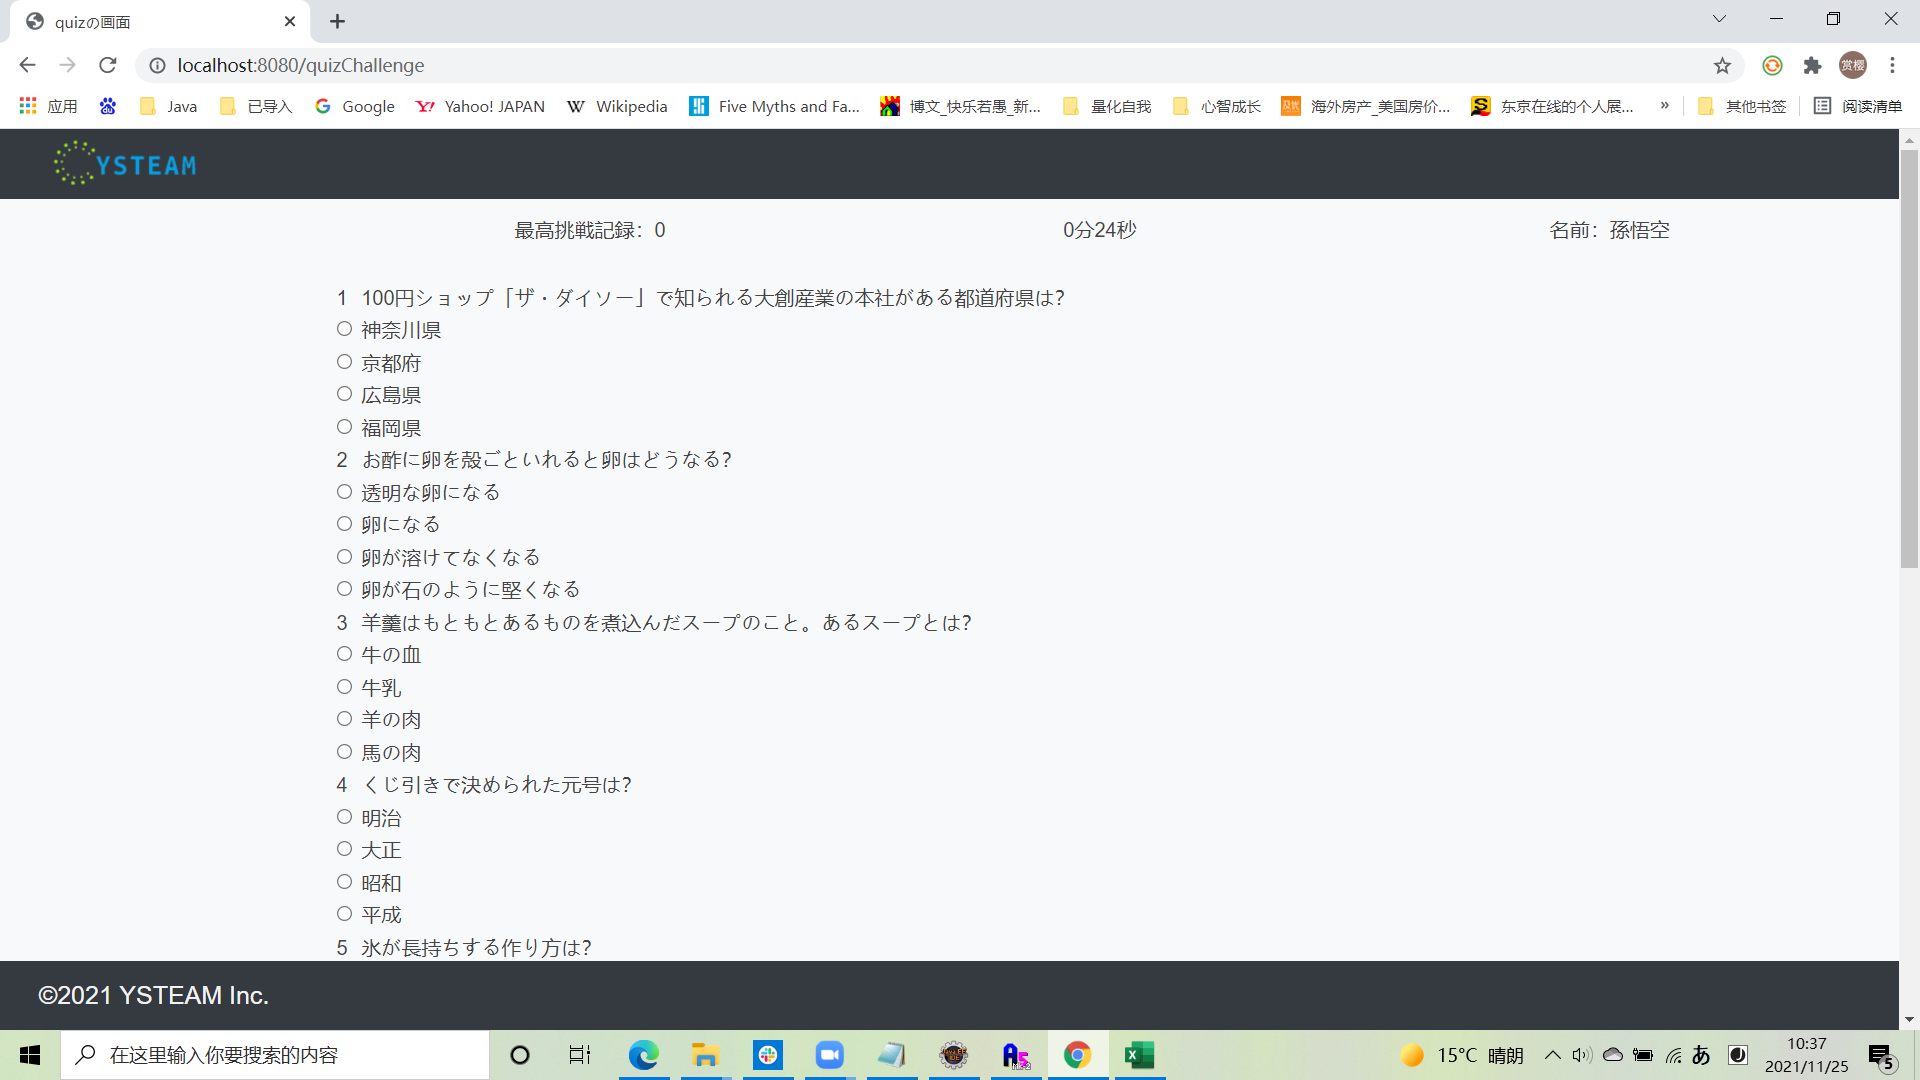 quizの画面
localhost:8080/quizChallenge
赏樱
应用 Java 已导入 Google Yahoo! JAPAN Wikipedia Five Myths and Fa... 博文_快乐若愚_新... 量化自我 心智成长 海外房产_美国房价... 东京在线的个人展... » 其他书签 阅读清单
YSTEAM
最高挑戦記録：0 0分24秒 名前：孫悟空
1 100円ショップ「ザ・ダイソー」で知られる大創産業の本社がある都道府県は?
神奈川県
京都府
広島県
福岡県
2 お酢に卵を殻ごといれると卵はどうなる?
透明な卵になる
卵になる
卵が溶けてなくなる
卵が石のように堅くなる
3 羊羹はもともとあるものを煮込んだスープのこと。あるスープとは?
牛の血
牛乳
羊の肉
馬の肉
4 くじ引きで決められた元号は?
明治
大正
昭和
平成
5 氷が長持ちする作り方は?
©2021 YSTEAM Inc.
在这里输入你要搜索的内容
15°C 晴朗 あ
10:37
2021/11/25
5